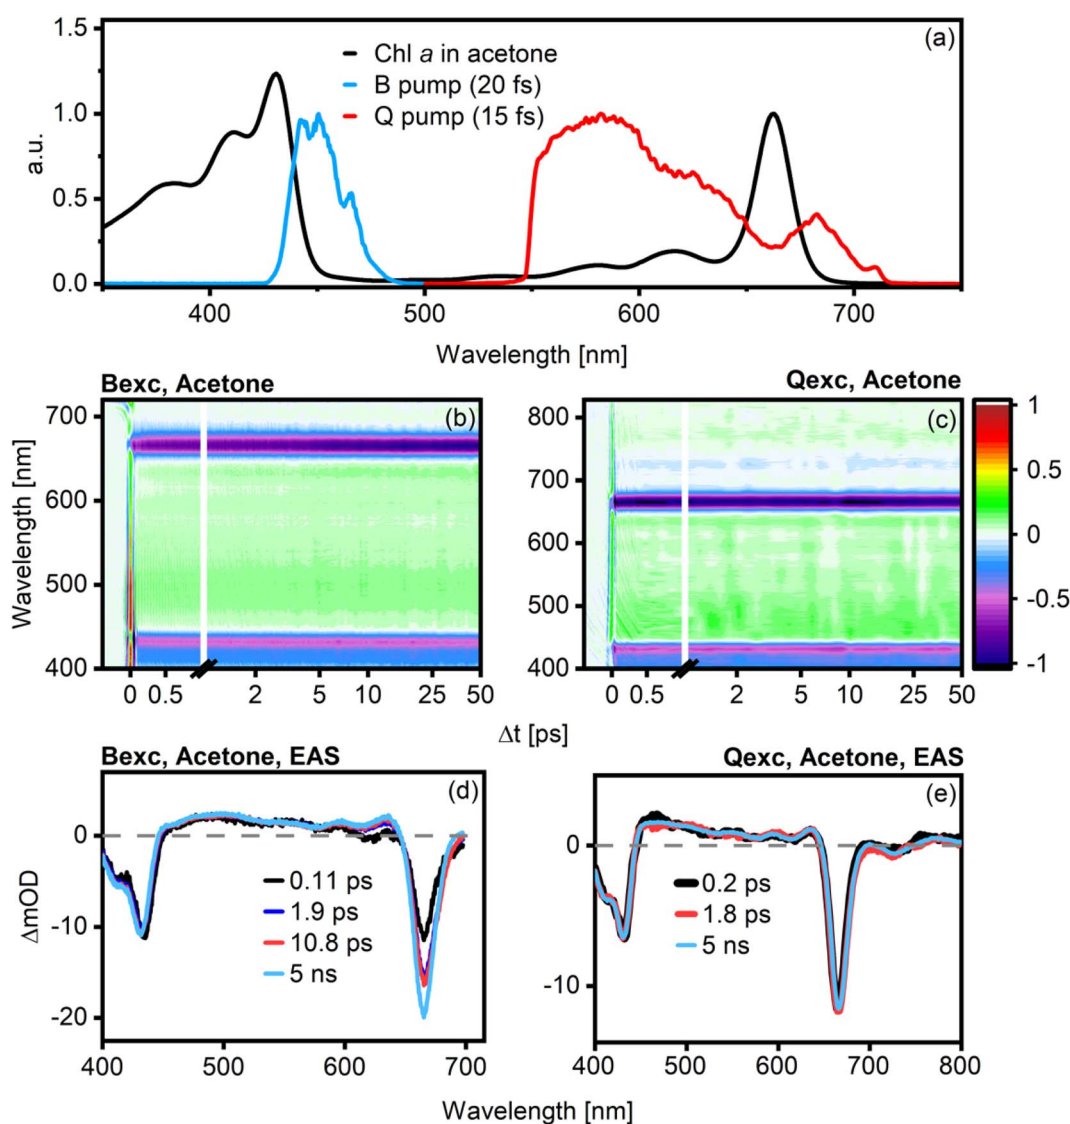 (a)
Chl a in acetone
B pump (20 fs)
Q pump (15 fs)
a.u.
1.5
1.0
0.5
0.0
400
500
600
700
Wavelength [nm]
Bexc, Acetone
(b)
Wavelength [nm]
700
600
500
400
0 0.5 2 5 10 25 50
Qexc, Acetone
(c)
800
700
600
500
400
0 0.5 2 5 10 25 50
1
0.5
0
-0.5
-1
Δt [ps]
Bexc, Acetone, EAS
(d)
ΔmOD
0
-10
-20
0.11 ps
1.9 ps
10.8 ps
5 ns
400 500 600 700
Qexc, Acetone, EAS
(e)
0
-10
0.2 ps
1.8 ps
5 ns
400 500 600 700 800
Wavelength [nm]